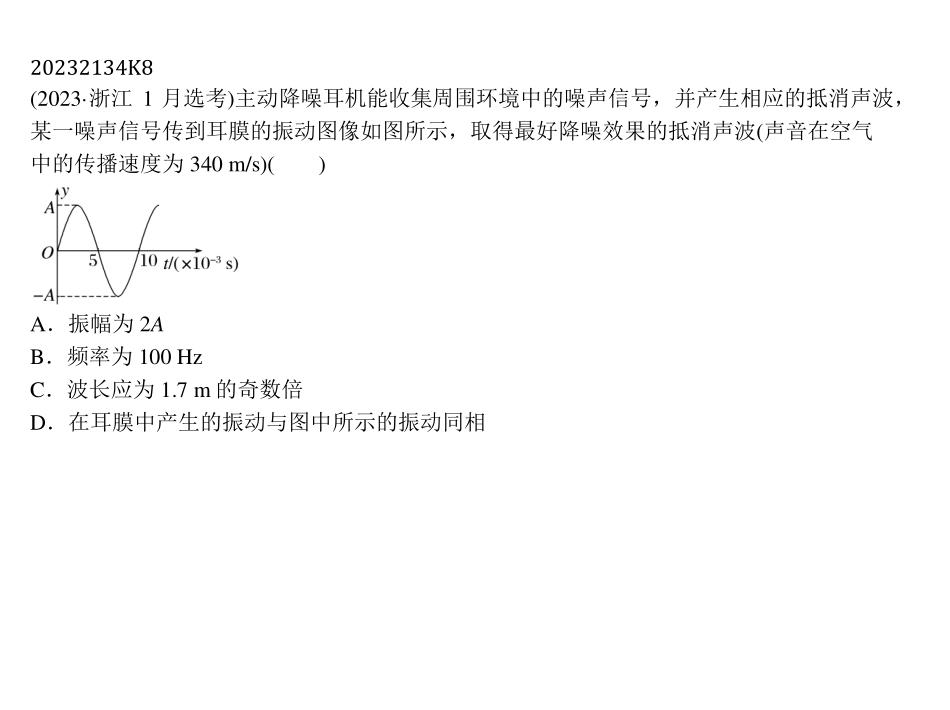 20232134K8
(2023·浙江 1 月选考)主动降噪耳机能收集周围环境中的噪声信号，并产生相应的抵消声波，
某一噪声信号传到耳膜的振动图像如图所示，取得最好降噪效果的抵消声波(声音在空气
中的传播速度为 340 m/s)(　　)
y
A
O
5
10
t/(×10⁻³ s)
−A
A．振幅为 2A
B．频率为 100 Hz
C．波长应为 1.7 m 的奇数倍
D．在耳膜中产生的振动与图中所示的振动同相